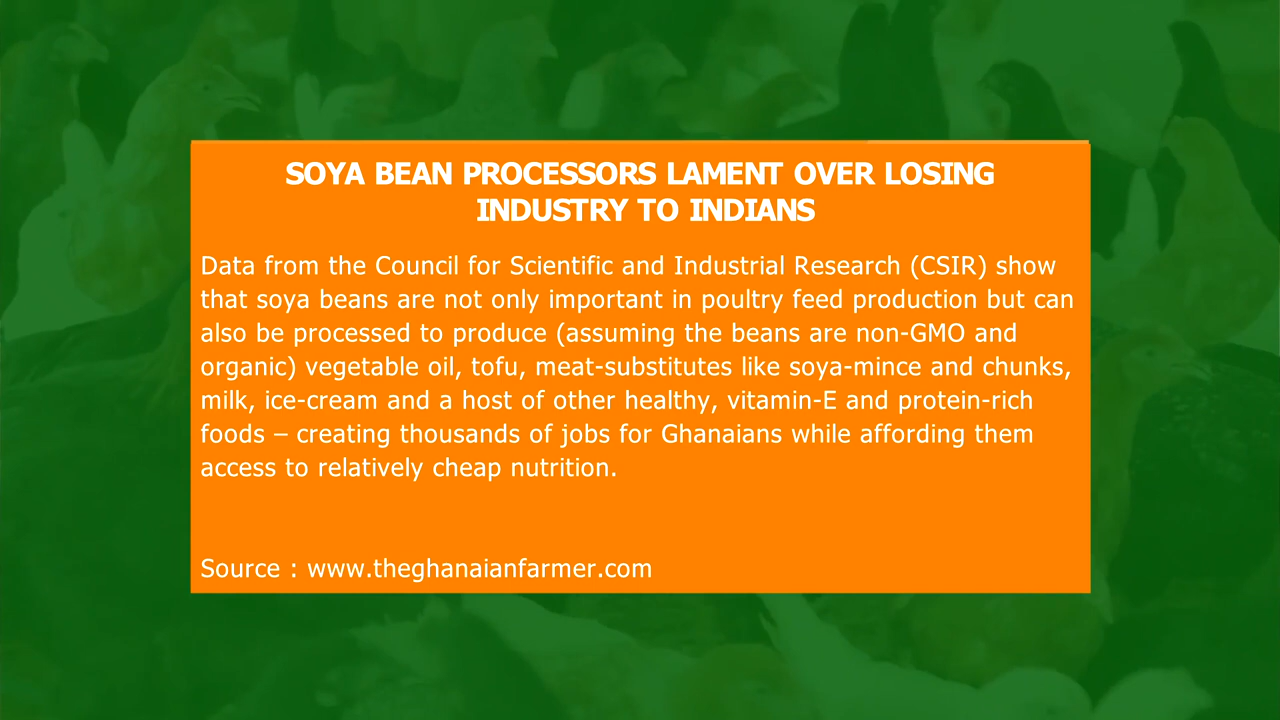 SOYA BEAN PROCESSORS LAMENT OVER LOSING
INDUSTRY TO INDIANS
Data from the Council for Scientific and Industrial Research (CSIR) show
that soya beans are not only important in poultry feed production but can
also be processed to produce (assuming the beans are non-GMO and
organic) vegetable oil, tofu, meat-substitutes like soya-mince and chunks,
milk, ice-cream and a host of other healthy, vitamin-E and protein-rich
foods – creating thousands of jobs for Ghanaians while affording them
access to relatively cheap nutrition.
Source : www.theghanaianfarmer.com